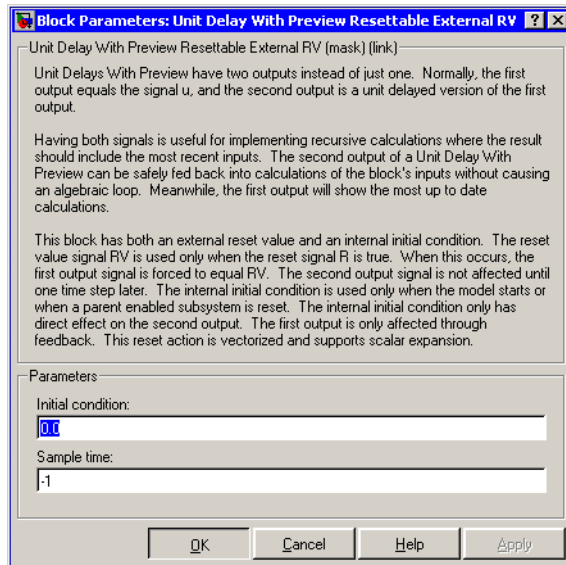 Block Parameters: Unit Delay With Preview Resettable External RV
Unit Delay With Preview Resettable External RV (mask) (link)
Unit Delays With Preview have two outputs instead of just one. Normally, the first
output equals the signal u, and the second output is a unit delayed version of the first
output.
Having both signals is useful for implementing recursive calculations where the result
should include the most recent inputs. The second output of a Unit Delay With
Preview can be safely fed back into calculations of the block's inputs without causing
an algebraic loop. Meanwhile, the first output will show the most up to date
calculations.
This block has both an external reset value and an internal initial condition. The reset
value signal RV is used only when the reset signal R is true. When this occurs, the
first output signal is forced to equal RV. The second output signal is not affected until
one time step later. The internal initial condition is used only when the model starts or
when a parent enabled subsystem is reset. The internal initial condition only has
direct effect on the second output. The first output is only affected through
feedback. This reset action is vectorized and supports scalar expansion.
Parameters
Initial condition:
0.0
Sample time:
-1
OK Cancel Help Apply